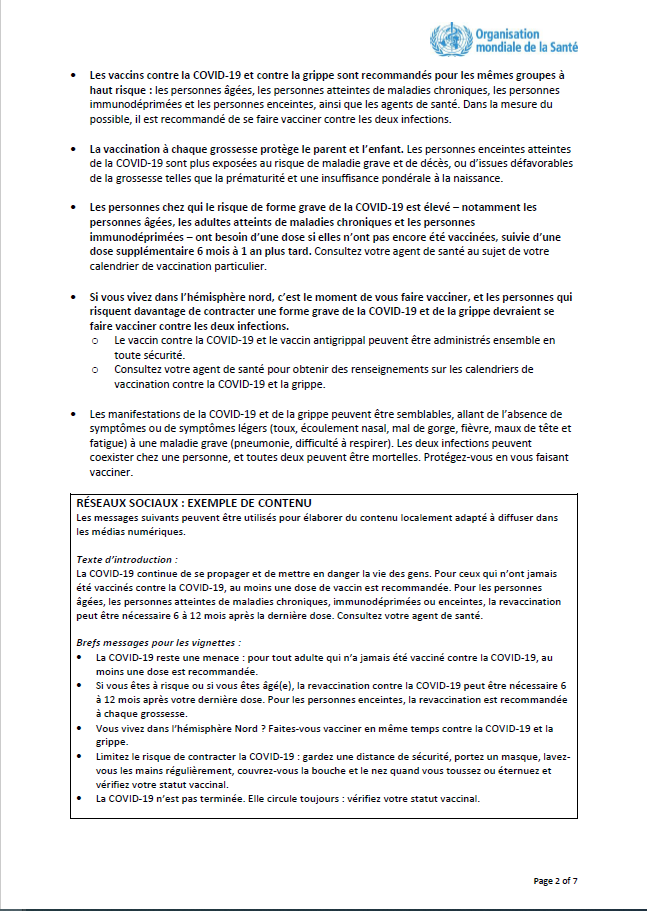 Organisation
mondiale de la Santé
• Les vaccins contre la COVID-19 et contre la grippe sont recommandés pour les mêmes groupes à
haut risque : les personnes âgées, les personnes atteintes de maladies chroniques, les personnes
immunodéprimées et les personnes enceintes, ainsi que les agents de santé. Dans la mesure du
possible, il est recommandé de se faire vacciner contre les deux infections.
• La vaccination à chaque grossesse protège le parent et l’enfant. Les personnes enceintes atteintes
de la COVID-19 sont plus exposées au risque de maladie grave et de décès, ou d’issues défavorables
de la grossesse telles que la prématurité et une insuffisance pondérale à la naissance.
• Les personnes chez qui le risque de forme grave de la COVID-19 est élevé – notamment les
personnes âgées, les adultes atteints de maladies chroniques et les personnes
immunodéprimées – ont besoin d’une dose si elles n’ont pas encore été vaccinées, suivie d’une
dose supplémentaire 6 mois à 1 an plus tard. Consultez votre agent de santé au sujet de votre
calendrier de vaccination particulier.
• Si vous vivez dans l’hémisphère nord, c’est le moment de vous faire vacciner, et les personnes qui
risquent davantage de contracter une forme grave de la COVID-19 et de la grippe devraient se
faire vacciner contre les deux infections.
o Le vaccin contre la COVID-19 et le vaccin antigrippal peuvent être administrés ensemble en
toute sécurité.
o Consultez votre agent de santé pour obtenir des renseignements sur les calendriers de
vaccination contre la COVID-19 et la grippe.
• Les manifestations de la COVID-19 et de la grippe peuvent être semblables, allant de l’absence de
symptômes ou de symptômes légers (toux, écoulement nasal, mal de gorge, fièvre, maux de tête et
fatigue) à une maladie grave (pneumonie, difficulté à respirer). Les deux infections peuvent
coexister chez une personne, et toutes deux peuvent être mortelles. Protégez-vous en vous faisant
vacciner.
RÉSEAUX SOCIAUX : EXEMPLE DE CONTENU
Les messages suivants peuvent être utilisés pour élaborer du contenu localement adapté à diffuser dans
les médias numériques.
Texte d’introduction :
La COVID-19 continue de se propager et de mettre en danger la vie des gens. Pour ceux qui n’ont jamais
été vaccinés contre la COVID-19, au moins une dose de vaccin est recommandée. Pour les personnes
âgées, les personnes atteintes de maladies chroniques, immunodéprimées ou enceintes, la revaccination
peut être nécessaire 6 à 12 mois après la dernière dose. Consultez votre agent de santé.
Brefs messages pour les vignettes :
• La COVID-19 reste une menace : pour tout adulte qui n’a jamais été vacciné contre la COVID-19, au
moins une dose est recommandée.
• Si vous êtes à risque ou si vous êtes âgé(e), la revaccination contre la COVID-19 peut être nécessaire 6
à 12 mois après votre dernière dose. Pour les personnes enceintes, la revaccination est recommandée
à chaque grossesse.
• Vous vivez dans l’hémisphère Nord ? Faites-vous vacciner en même temps contre la COVID-19 et la
grippe.
• Limitez le risque de contracter la COVID-19 : gardez une distance de sécurité, portez un masque, lavez-
vous les mains régulièrement, couvrez-vous la bouche et le nez quand vous toussez ou éternuez et
vérifiez votre statut vaccinal.
• La COVID-19 n’est pas terminée. Elle circule toujours : vérifiez votre statut vaccinal.
Page 2 of 7